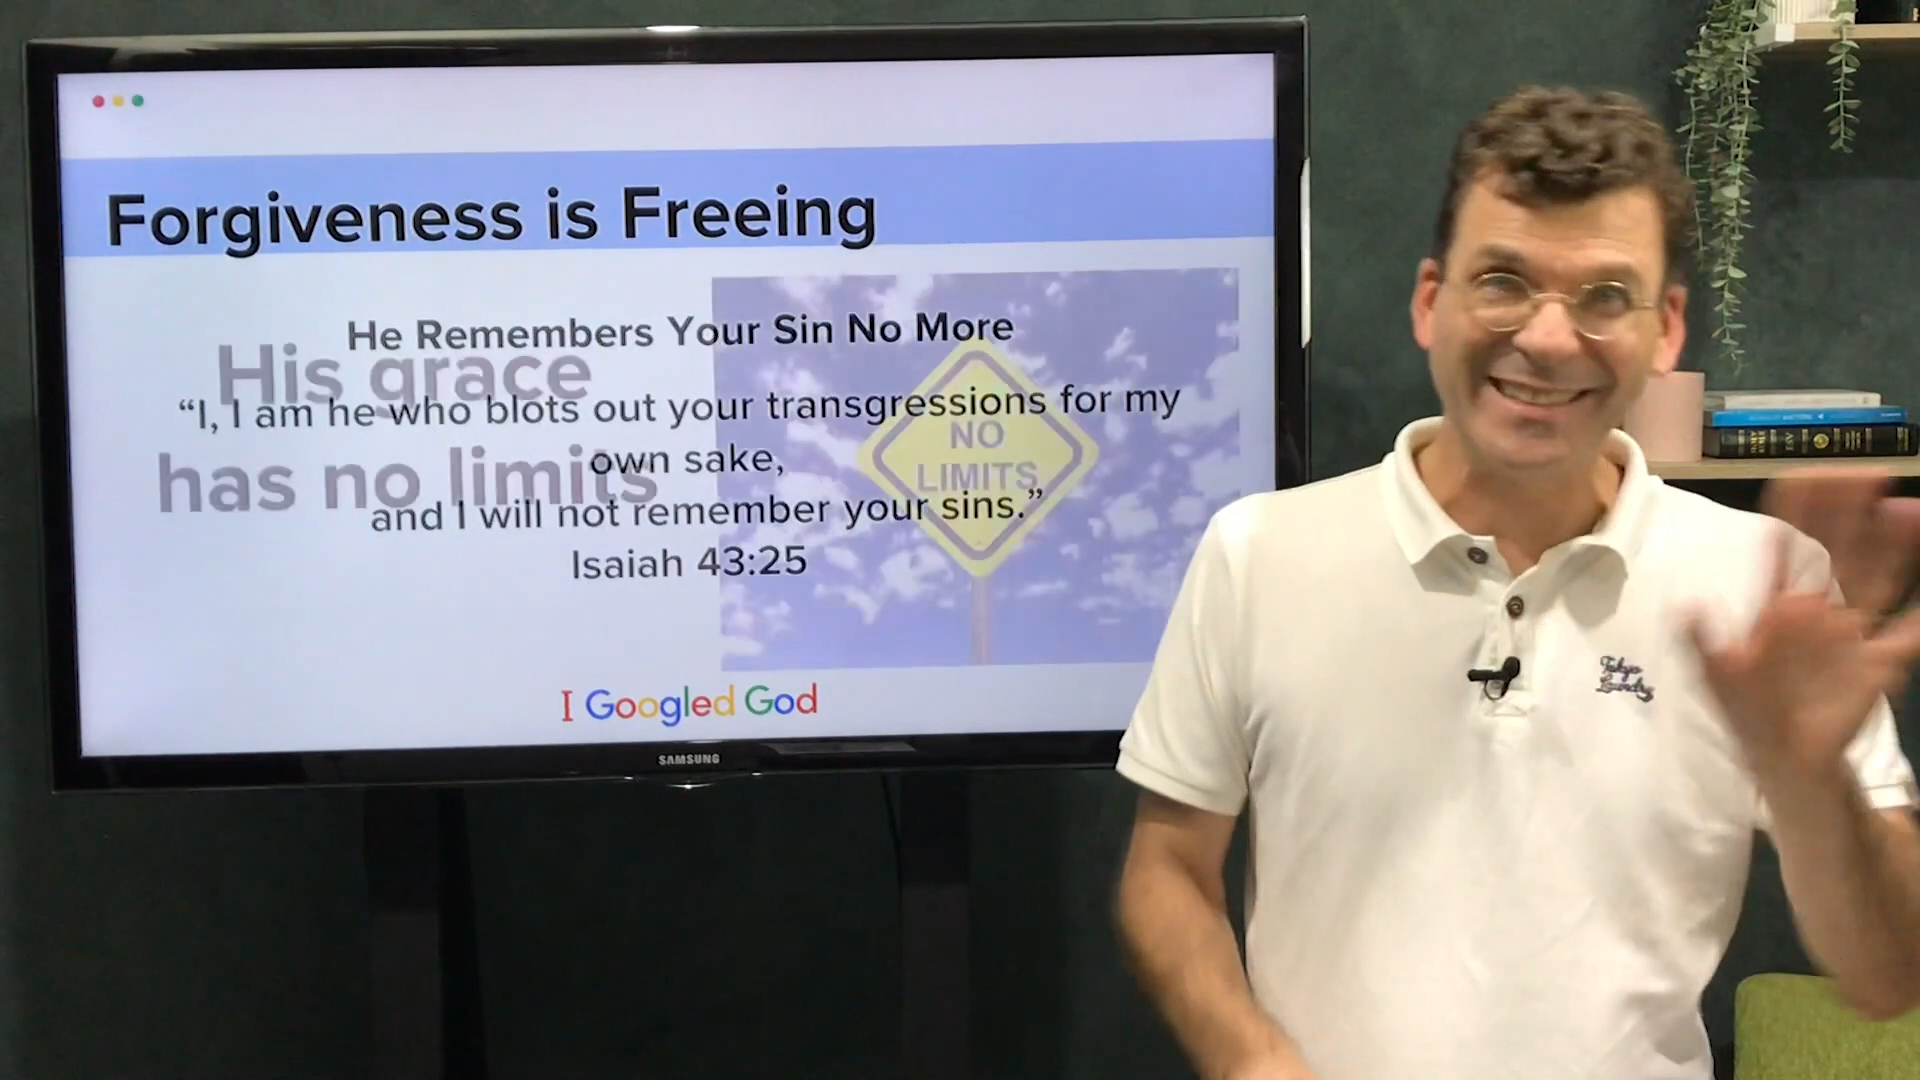 Forgiveness is Freeing
He Remembers Your Sin No More
His grace
“I, I am he who blots out your transgressions for my
own sake,
has no limits
and I will not remember your sins.”
Isaiah 43:25
NO
LIMITS
I Googled God
SAMSUNG
Tokyo
Laundry